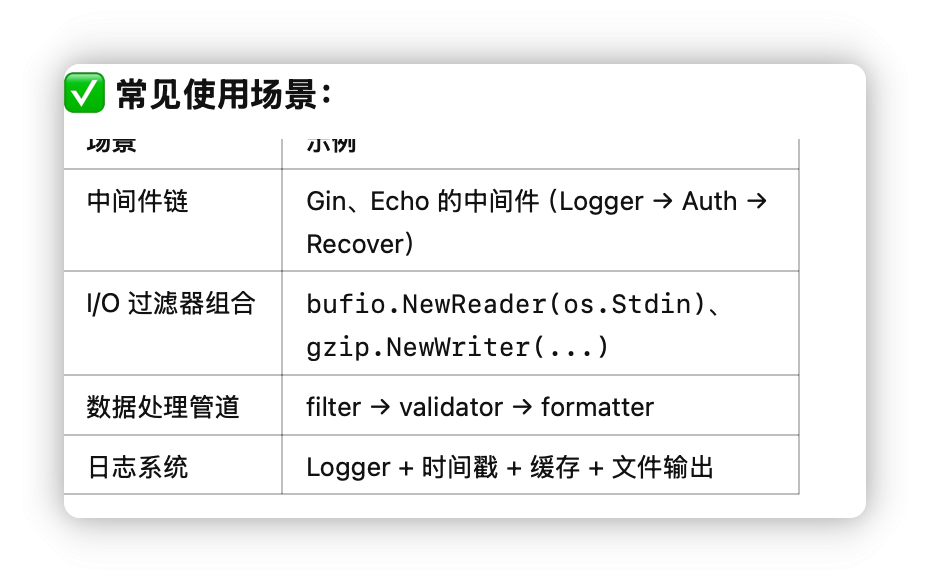 ✅ 常见使用场景：
场景 示例
中间件链 Gin、Echo 的中间件（Logger → Auth →
Recover）
I/O 过滤器组合 bufio.NewReader(os.Stdin)、
gzip.NewWriter(...)
数据处理管道 filter → validator → formatter
日志系统 Logger + 时间戳 + 缓存 + 文件输出